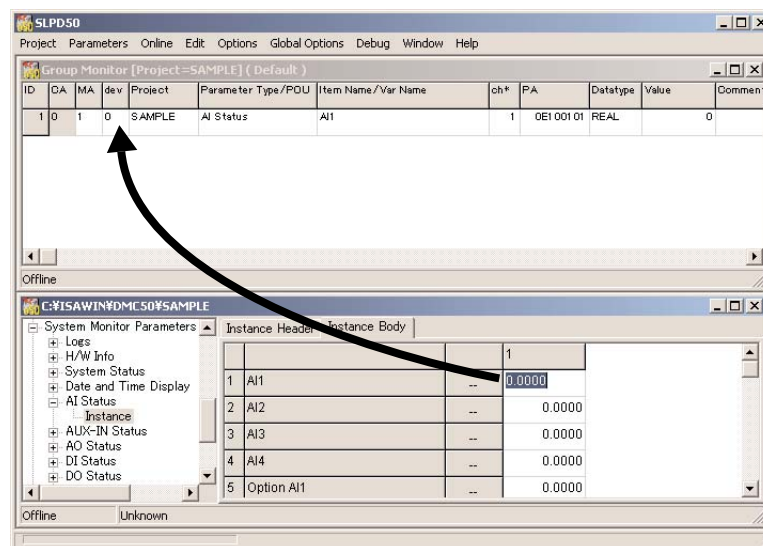 SLPD50
Project Parameters Online Edit Options Global Options Debug Window Help
Group Monitor [Project=SAMPLE] ( Default )
ID CA MA dev Project Parameter Type/POU Item Name/Var Name ch* PA Datatype Value Commen
1 0 1 0 SAMPLE AI Status AI1 1 0E100101 REAL 0
Offline
C:¥ISAWIN¥DMC50¥SAMPLE
System Monitor Parameters
Logs
H/W Info
System Status
Date and Time Display
AI Status
Instance
AUX-IN Status
AO Status
DI Status
DO Status
Instance Header Instance Body
1
1 AI1 -- 0.0000
2 AI2 -- 0.0000
3 AI3 -- 0.0000
4 AI4 -- 0.0000
5 Option AI1 -- 0.0000
Offline Unknown